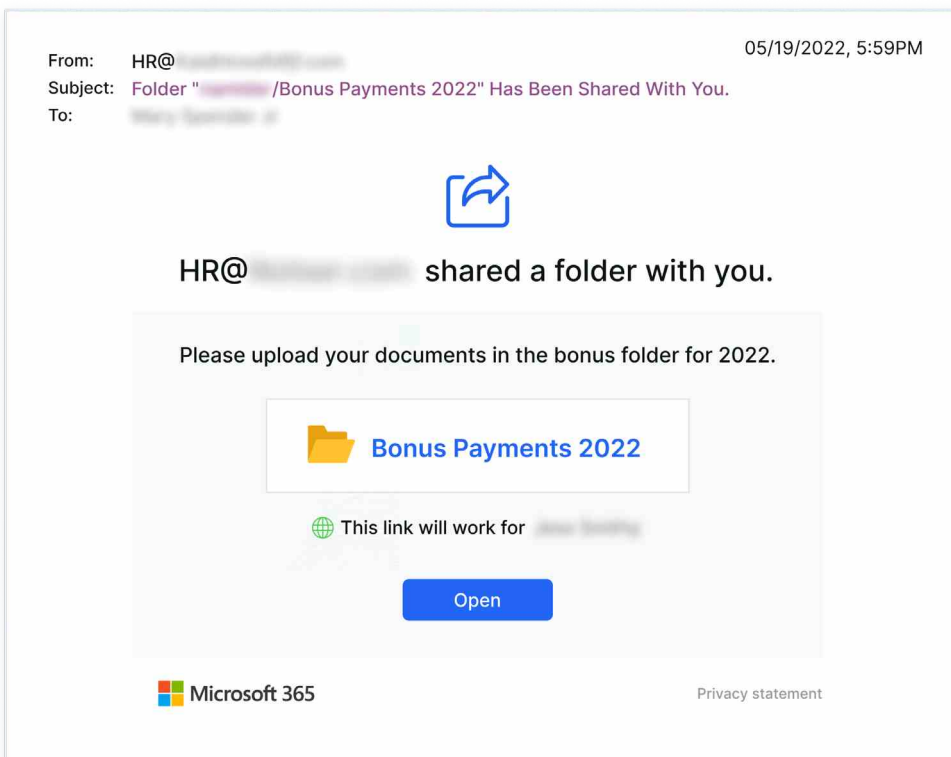 05/19/2022, 5:59PM
From: HR@
Subject: Folder " /Bonus Payments 2022" Has Been Shared With You.
To:
HR@ shared a folder with you.
Please upload your documents in the bonus folder for 2022.
Bonus Payments 2022
This link will work for
Open
Microsoft 365
Privacy statement